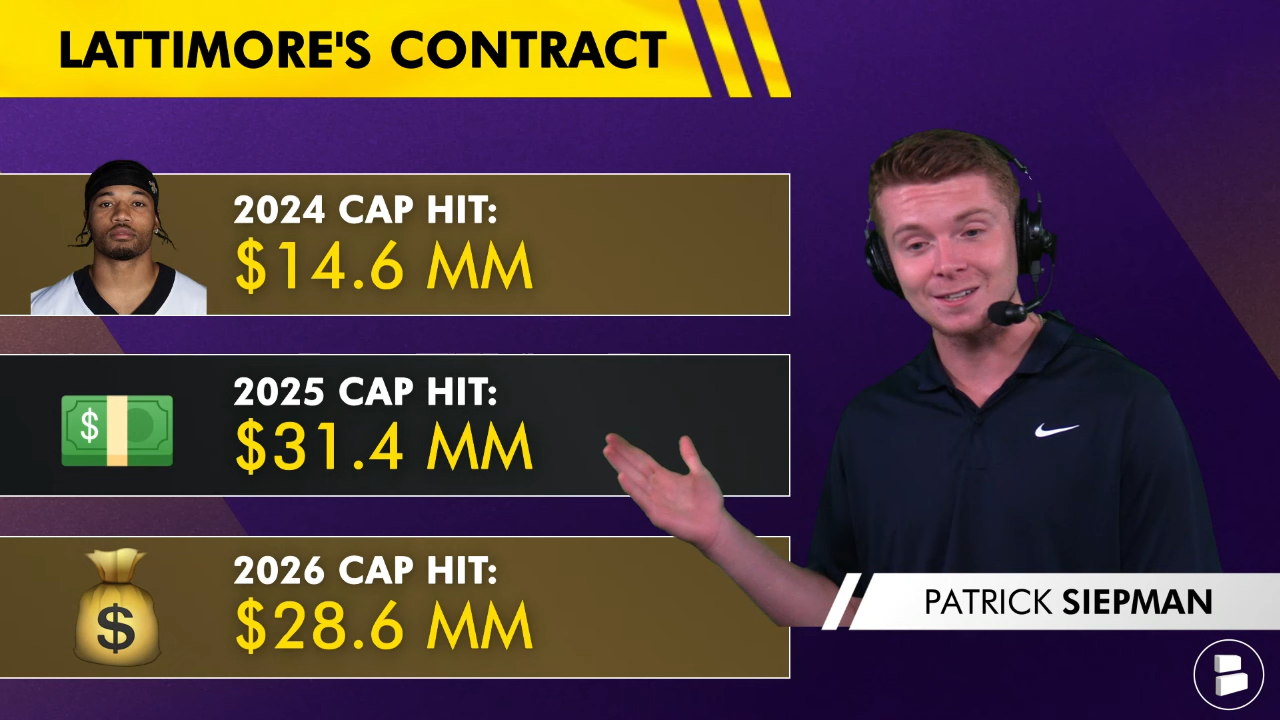 LATTIMORE'S CONTRACT
2024 CAP HIT:
$14.6 MM
$
2025 CAP HIT:
$31.4 MM
$
2026 CAP HIT:
$28.6 MM
PATRICK SIEPMAN